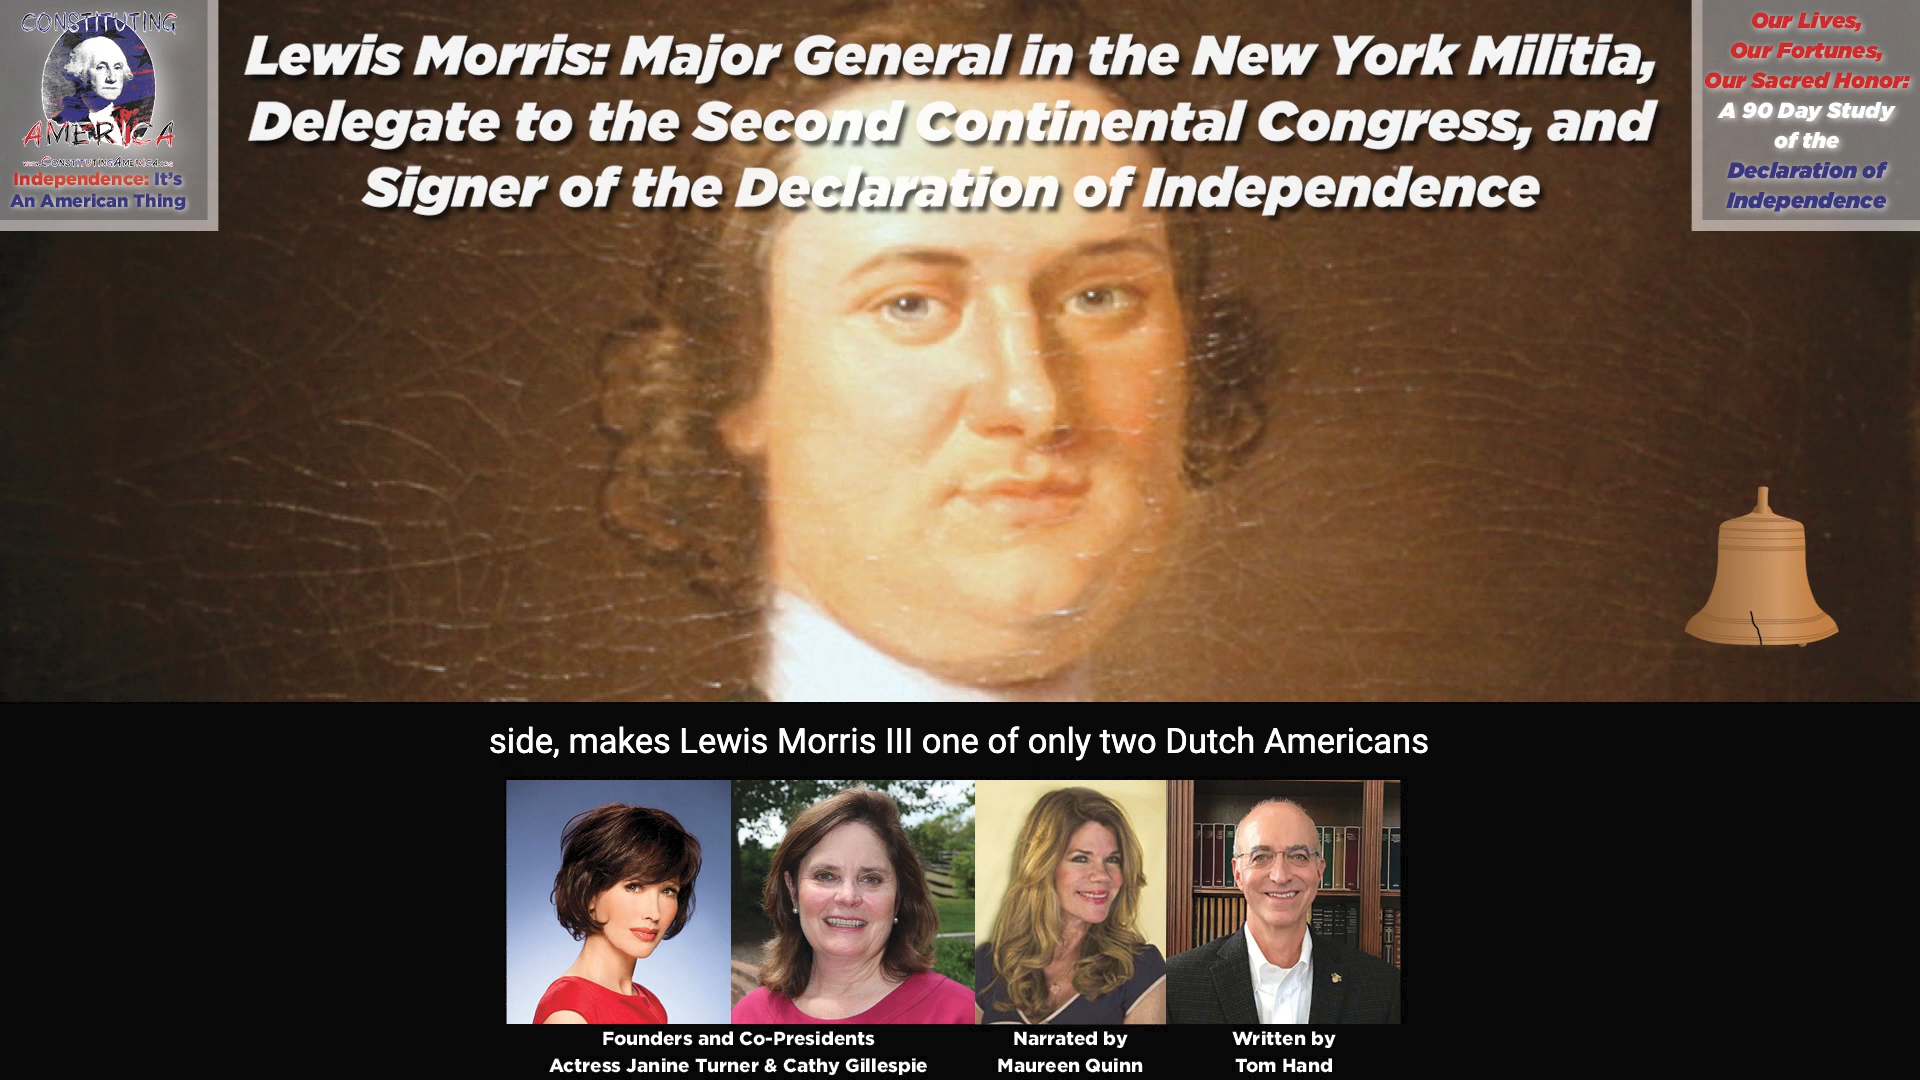 CONSTITUTING
AMERICA
www.ConstitutingAmerica.org
Independence: It's
An American Thing
Lewis Morris: Major General in the New York Militia,
Delegate to the Second Continental Congress, and
Signer of the Declaration of Independence
Our Lives,
Our Fortunes,
Our Sacred Honor:
A 90 Day Study
of the
Declaration of
Independence
side, makes Lewis Morris III one of only two Dutch Americans
Founders and Co-Presidents
Actress Janine Turner & Cathy Gillespie
Narrated by
Maureen Quinn
Written by
Tom Hand